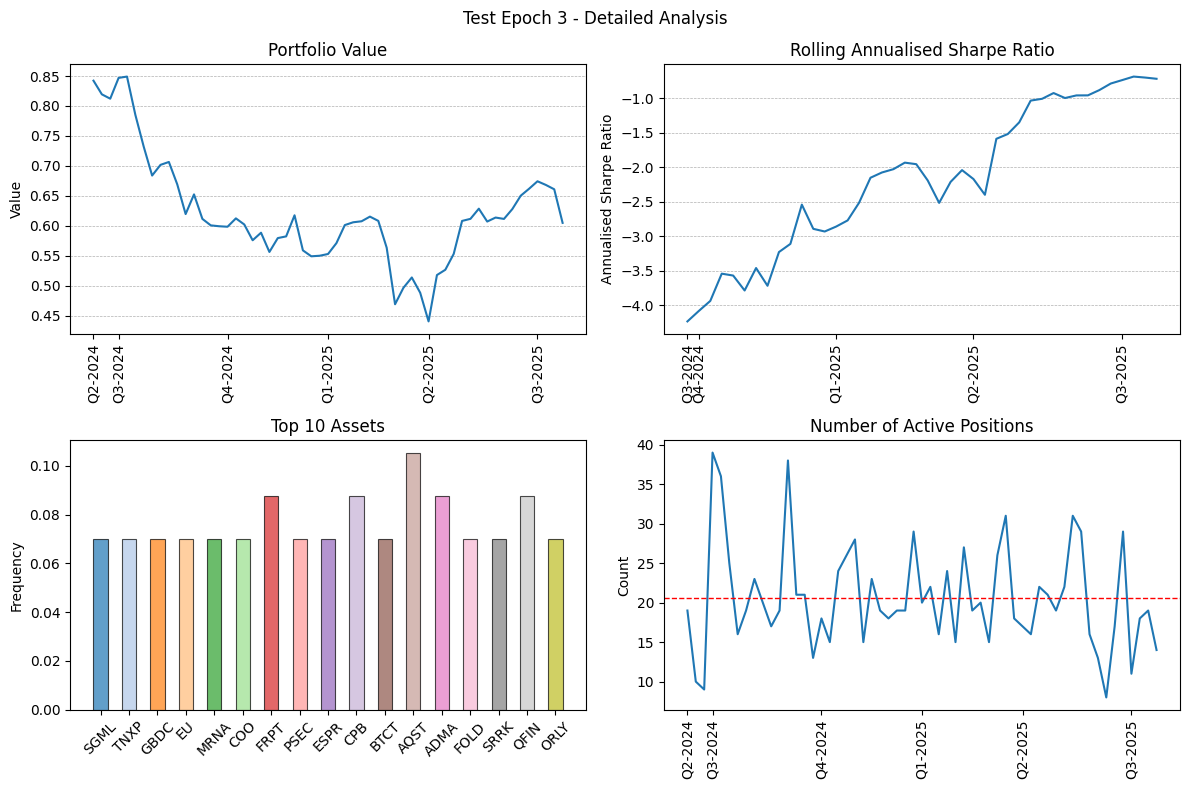 Test Epoch 3 - Detailed Analysis
Portfolio Value
Value
0.85
0.80
0.75
0.70
0.65
0.60
0.55
0.50
0.45
Q2-2024
Q3-2024
Q4-2024
Q1-2025
Q2-2025
Q3-2025
Rolling Annualised Sharpe Ratio
Annualised Sharpe Ratio
−1.0
−1.5
−2.0
−2.5
−3.0
−3.5
−4.0
Q3-2024
Q4-2024
Q1-2025
Q2-2025
Q3-2025
Top 10 Assets
Frequency
0.10
0.08
0.06
0.04
0.02
0.00
SGML
TNXP
GBDC
EU
MRNA
COO
FRPT
PSEC
ESPR
CPB
BTCT
AQST
ADMA
FOLD
SRRK
QFIN
ORLY
Number of Active Positions
Count
40
35
30
25
20
15
10
Q2-2024
Q3-2024
Q4-2024
Q1-2025
Q2-2025
Q3-2025